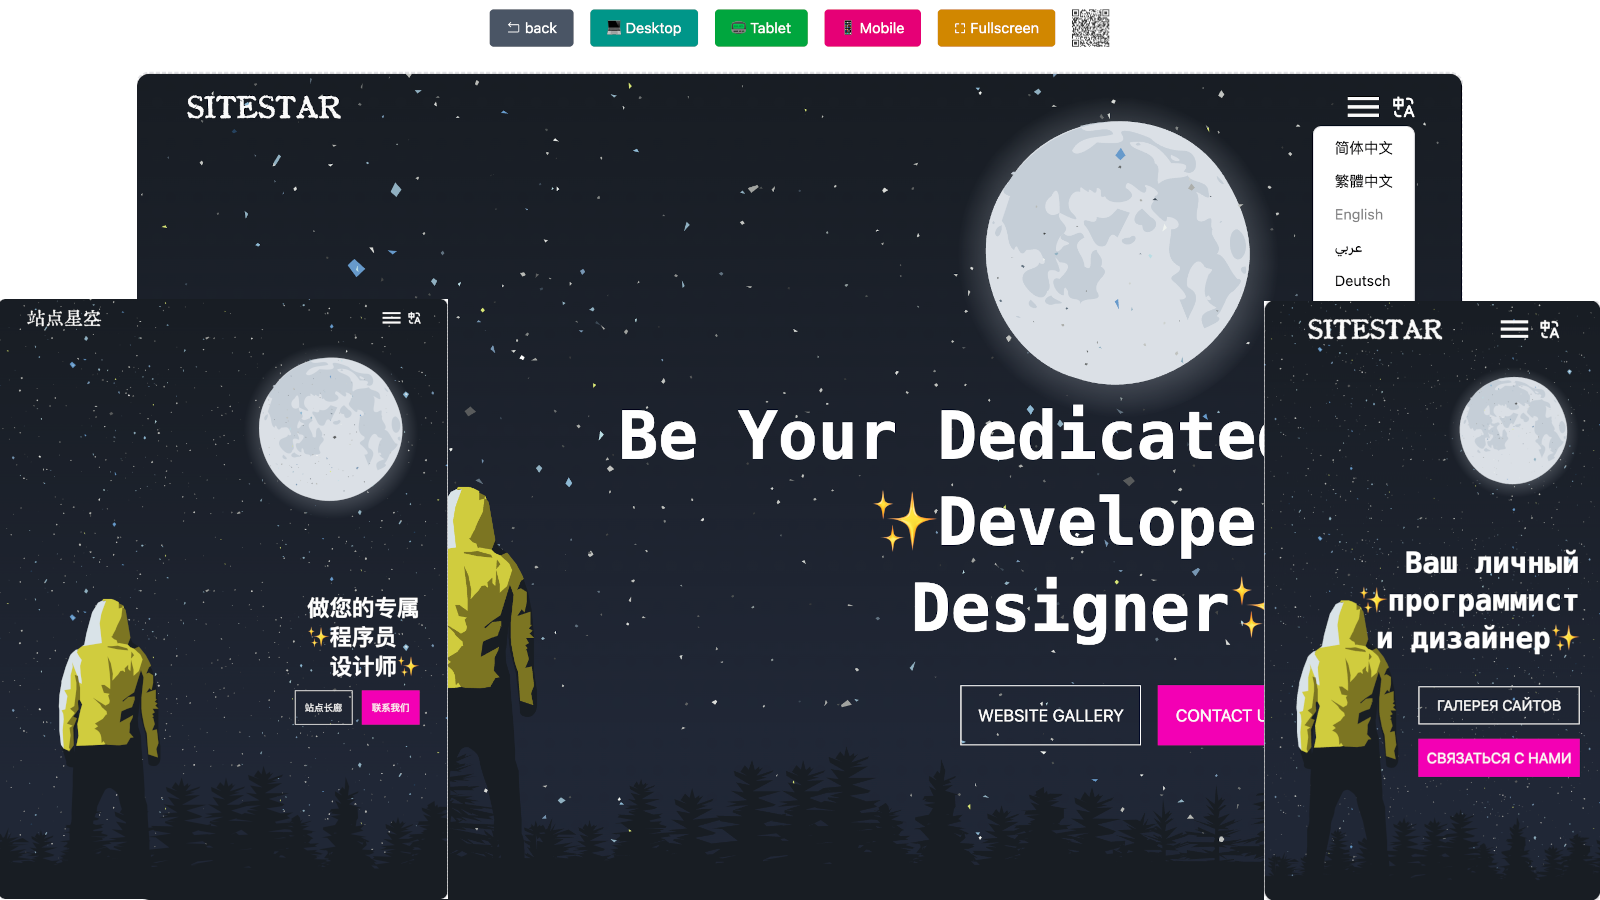 back
Desktop
Tablet
Mobile
Fullscreen
SITESTAR
简体中文
繁體中文
English
عربي
Deutsch
Be Your Dedicated
✨Develope
Designer✨
WEBSITE GALLERY
CONTACT U
站点星空
做您的专属
✨程序员
设计师✨
站点长廊
联系我们
SITESTAR
Ваш личный
✨программист
и дизайнер✨
ГАЛЕРЕЯ САЙТОВ
СВЯЗАТЬСЯ С НАМИ